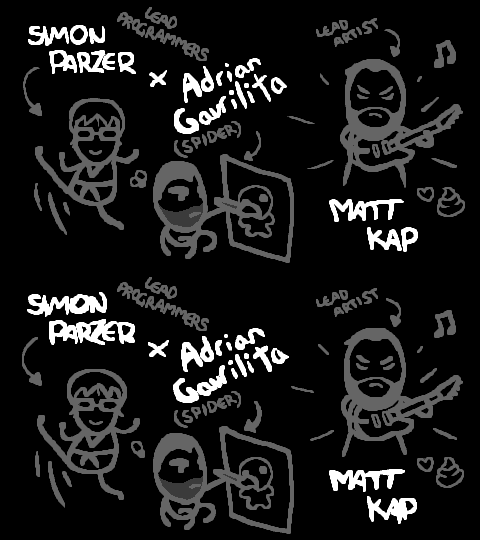 LEAD
PROGRAMMERS
SIMON
PARZER
x Adrian
Gavrilita
(SPIDER)
LEAD
ARTIST
MATT
KAP
LEAD
PROGRAMMERS
SIMON
PARZER
x Adrian
Gavrilita
(SPIDER)
LEAD
ARTIST
MATT
KAP